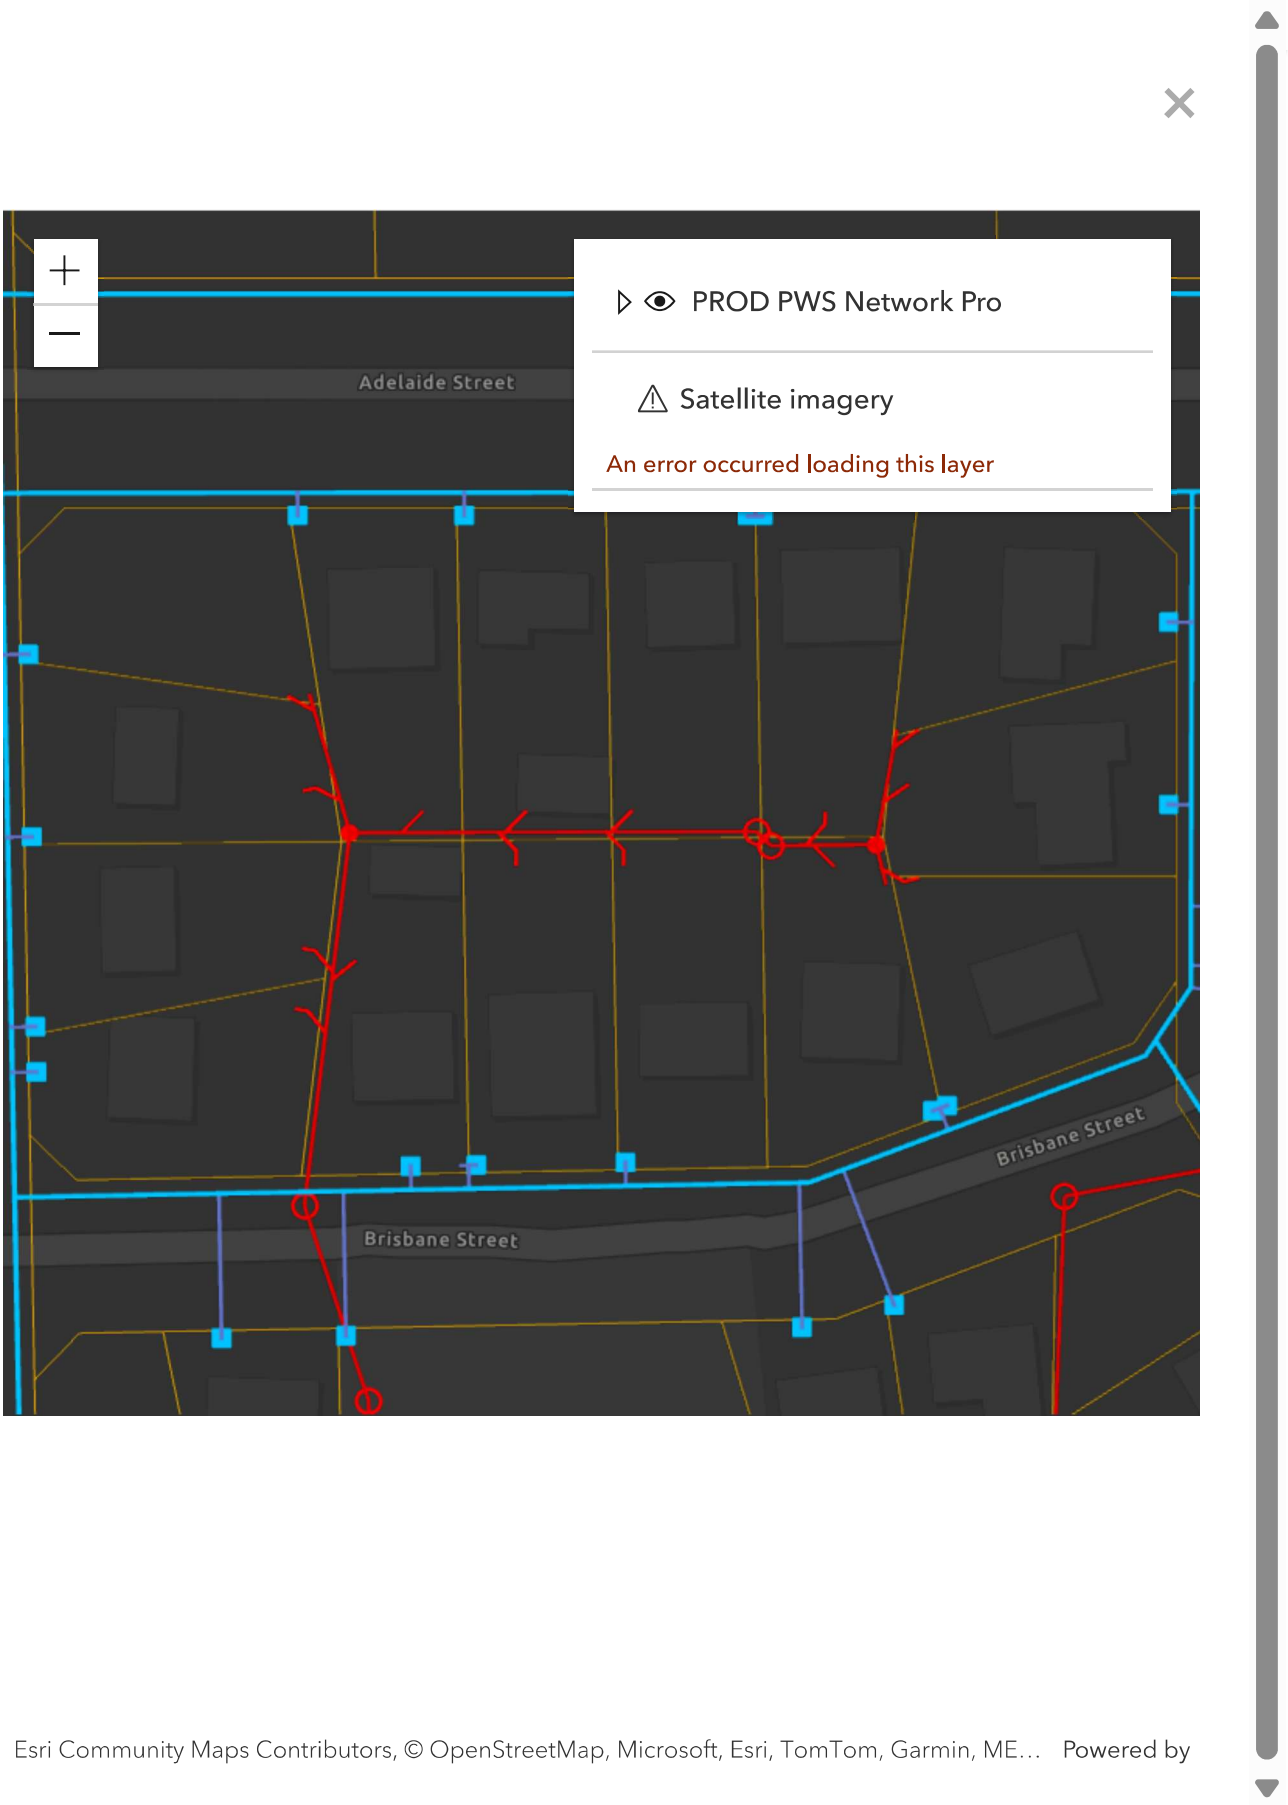 PROD PWS Network Pro
Adelaide Street
Satellite imagery
An error occurred loading this layer
Brisbane Street
Brisbane Street
Esri Community Maps Contributors, © OpenStreetMap, Microsoft, Esri, TomTom, Garmin, ME... Powered by